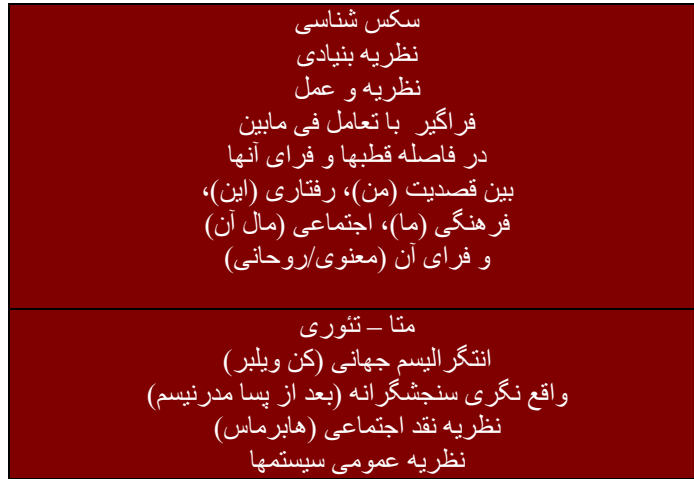 سکس شناسی
نظریه بنیادی
نظریه و عمل
فراگیر با تعامل فی مابین
در فاصله قطبها و فرای آنها
بین قصدیت (من)، رفتاری (این)،
فرهنگی (ما)، اجتماعی (مال آن)
و فرای آن (معنوی/روحانی)
متا – تئوری
انتگرالیسم جهانی (کن ویلبر)
واقع نگری سنجشگرانه (بعد از پسا مدرنیسم)
نظریه نقد اجتماعی (هابرماس)
نظریه عمومی سیستمها